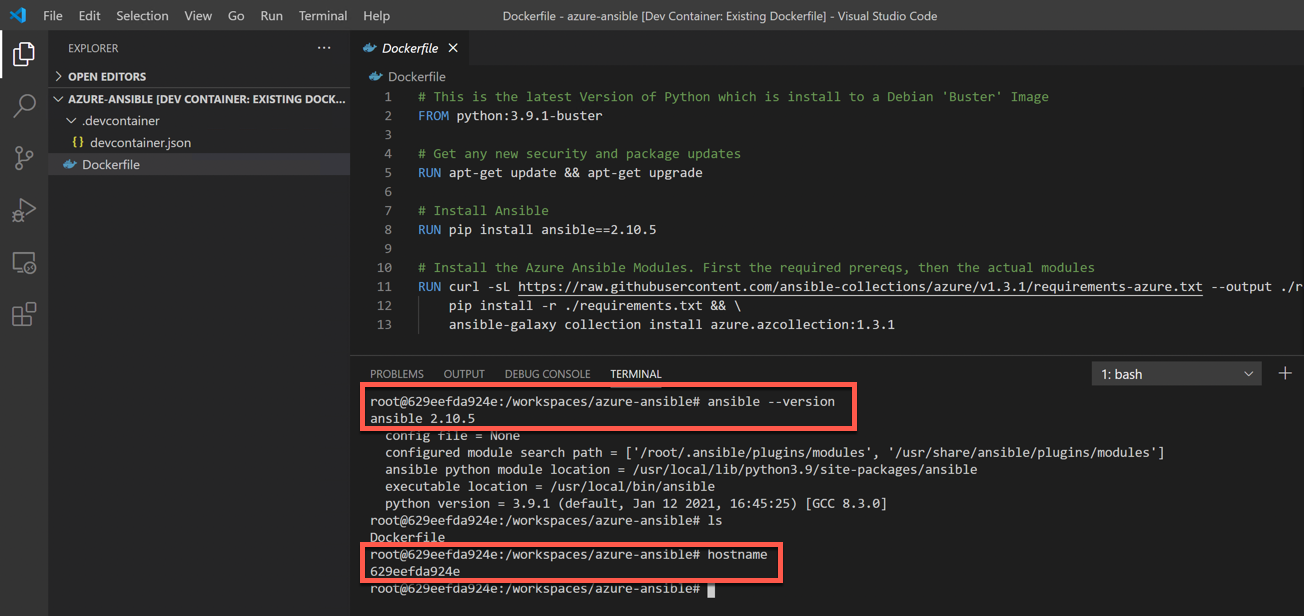 File Edit Selection View Go Run Terminal Help
Dockerfile - azure-ansible [Dev Container: Existing Dockerfile] - Visual Studio Code
EXPLORER ...
OPEN EDITORS
AZURE-ANSIBLE [DEV CONTAINER: EXISTING DOCK...
.devcontainer
{} devcontainer.json
Dockerfile
Dockerfile
Dockerfile
1 # This is the latest Version of Python which is install to a Debian 'Buster' Image
2 FROM python:3.9.1-buster
3
4 # Get any new security and package updates
5 RUN apt-get update && apt-get upgrade
6
7 # Install Ansible
8 RUN pip install ansible==2.10.5
9
10 # Install the Azure Ansible Modules. First the required prereqs, then the actual modules
11 RUN curl -sL https://raw.githubusercontent.com/ansible-collections/azure/v1.3.1/requirements-azure.txt --output ./r
12 pip install -r ./requirements.txt && \
13 ansible-galaxy collection install azure.azcollection:1.3.1
PROBLEMS OUTPUT DEBUG CONSOLE TERMINAL
1: bash
root@629eefda924e:/workspaces/azure-ansible# ansible --version
ansible 2.10.5
config file = None
configured module search path = ['/root/.ansible/plugins/modules', '/usr/share/ansible/plugins/modules']
ansible python module location = /usr/local/lib/python3.9/site-packages/ansible
executable location = /usr/local/bin/ansible
python version = 3.9.1 (default, Jan 12 2021, 16:45:25) [GCC 8.3.0]
root@629eefda924e:/workspaces/azure-ansible# ls
Dockerfile
root@629eefda924e:/workspaces/azure-ansible# hostname
629eefda924e
root@629eefda924e:/workspaces/azure-ansible#